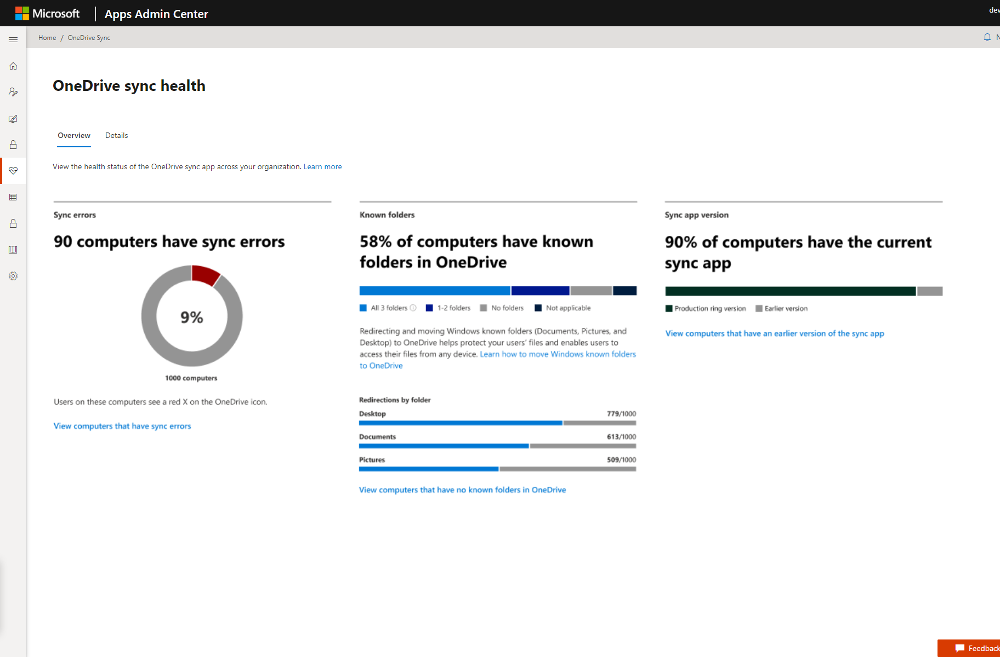 Microsoft | Apps Admin Center
dev
Home / OneDrive Sync
N
OneDrive sync health
Overview Details
View the health status of the OneDrive sync app across your organization. Learn more
Sync errors
90 computers have sync errors
9%
1000 computers
Users on these computers see a red X on the OneDrive icon.
View computers that have sync errors
Known folders
58% of computers have known
folders in OneDrive
All 3 folders 1-2 folders No folders Not applicable
Redirecting and moving Windows known folders (Documents, Pictures, and
Desktop) to OneDrive helps protect your users' files and enables users to
access their files from any device. Learn how to move Windows known folders
to OneDrive
Redirections by folder
Desktop 779/1000
Documents 613/1000
Pictures 509/1000
View computers that have no known folders in OneDrive
Sync app version
90% of computers have the current
sync app
Production ring version Earlier version
View computers that have an earlier version of the sync app
Feedback